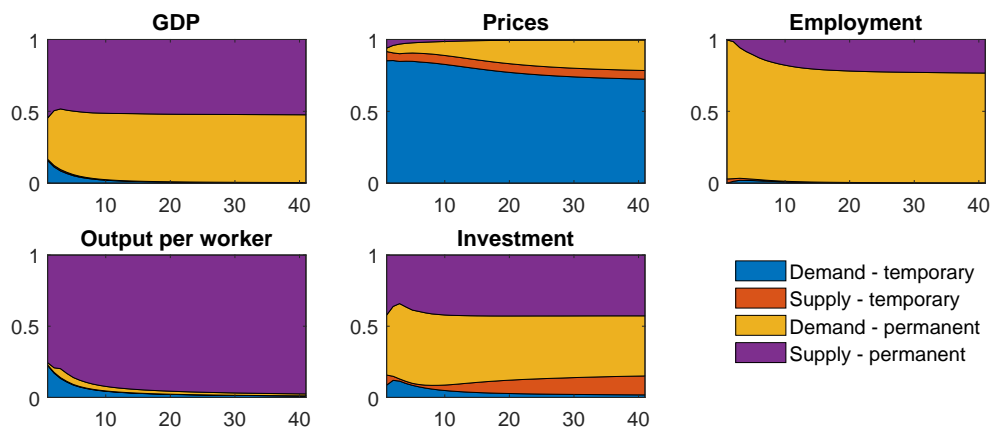 GDP
1
0.5
0
10 20 30 40
Prices
1
0.5
0
10 20 30 40
Employment
1
0.5
0
10 20 30 40
Output per worker
1
0.5
0
10 20 30 40
Investment
1
0.5
0
10 20 30 40
Demand - temporary
Supply - temporary
Demand - permanent
Supply - permanent